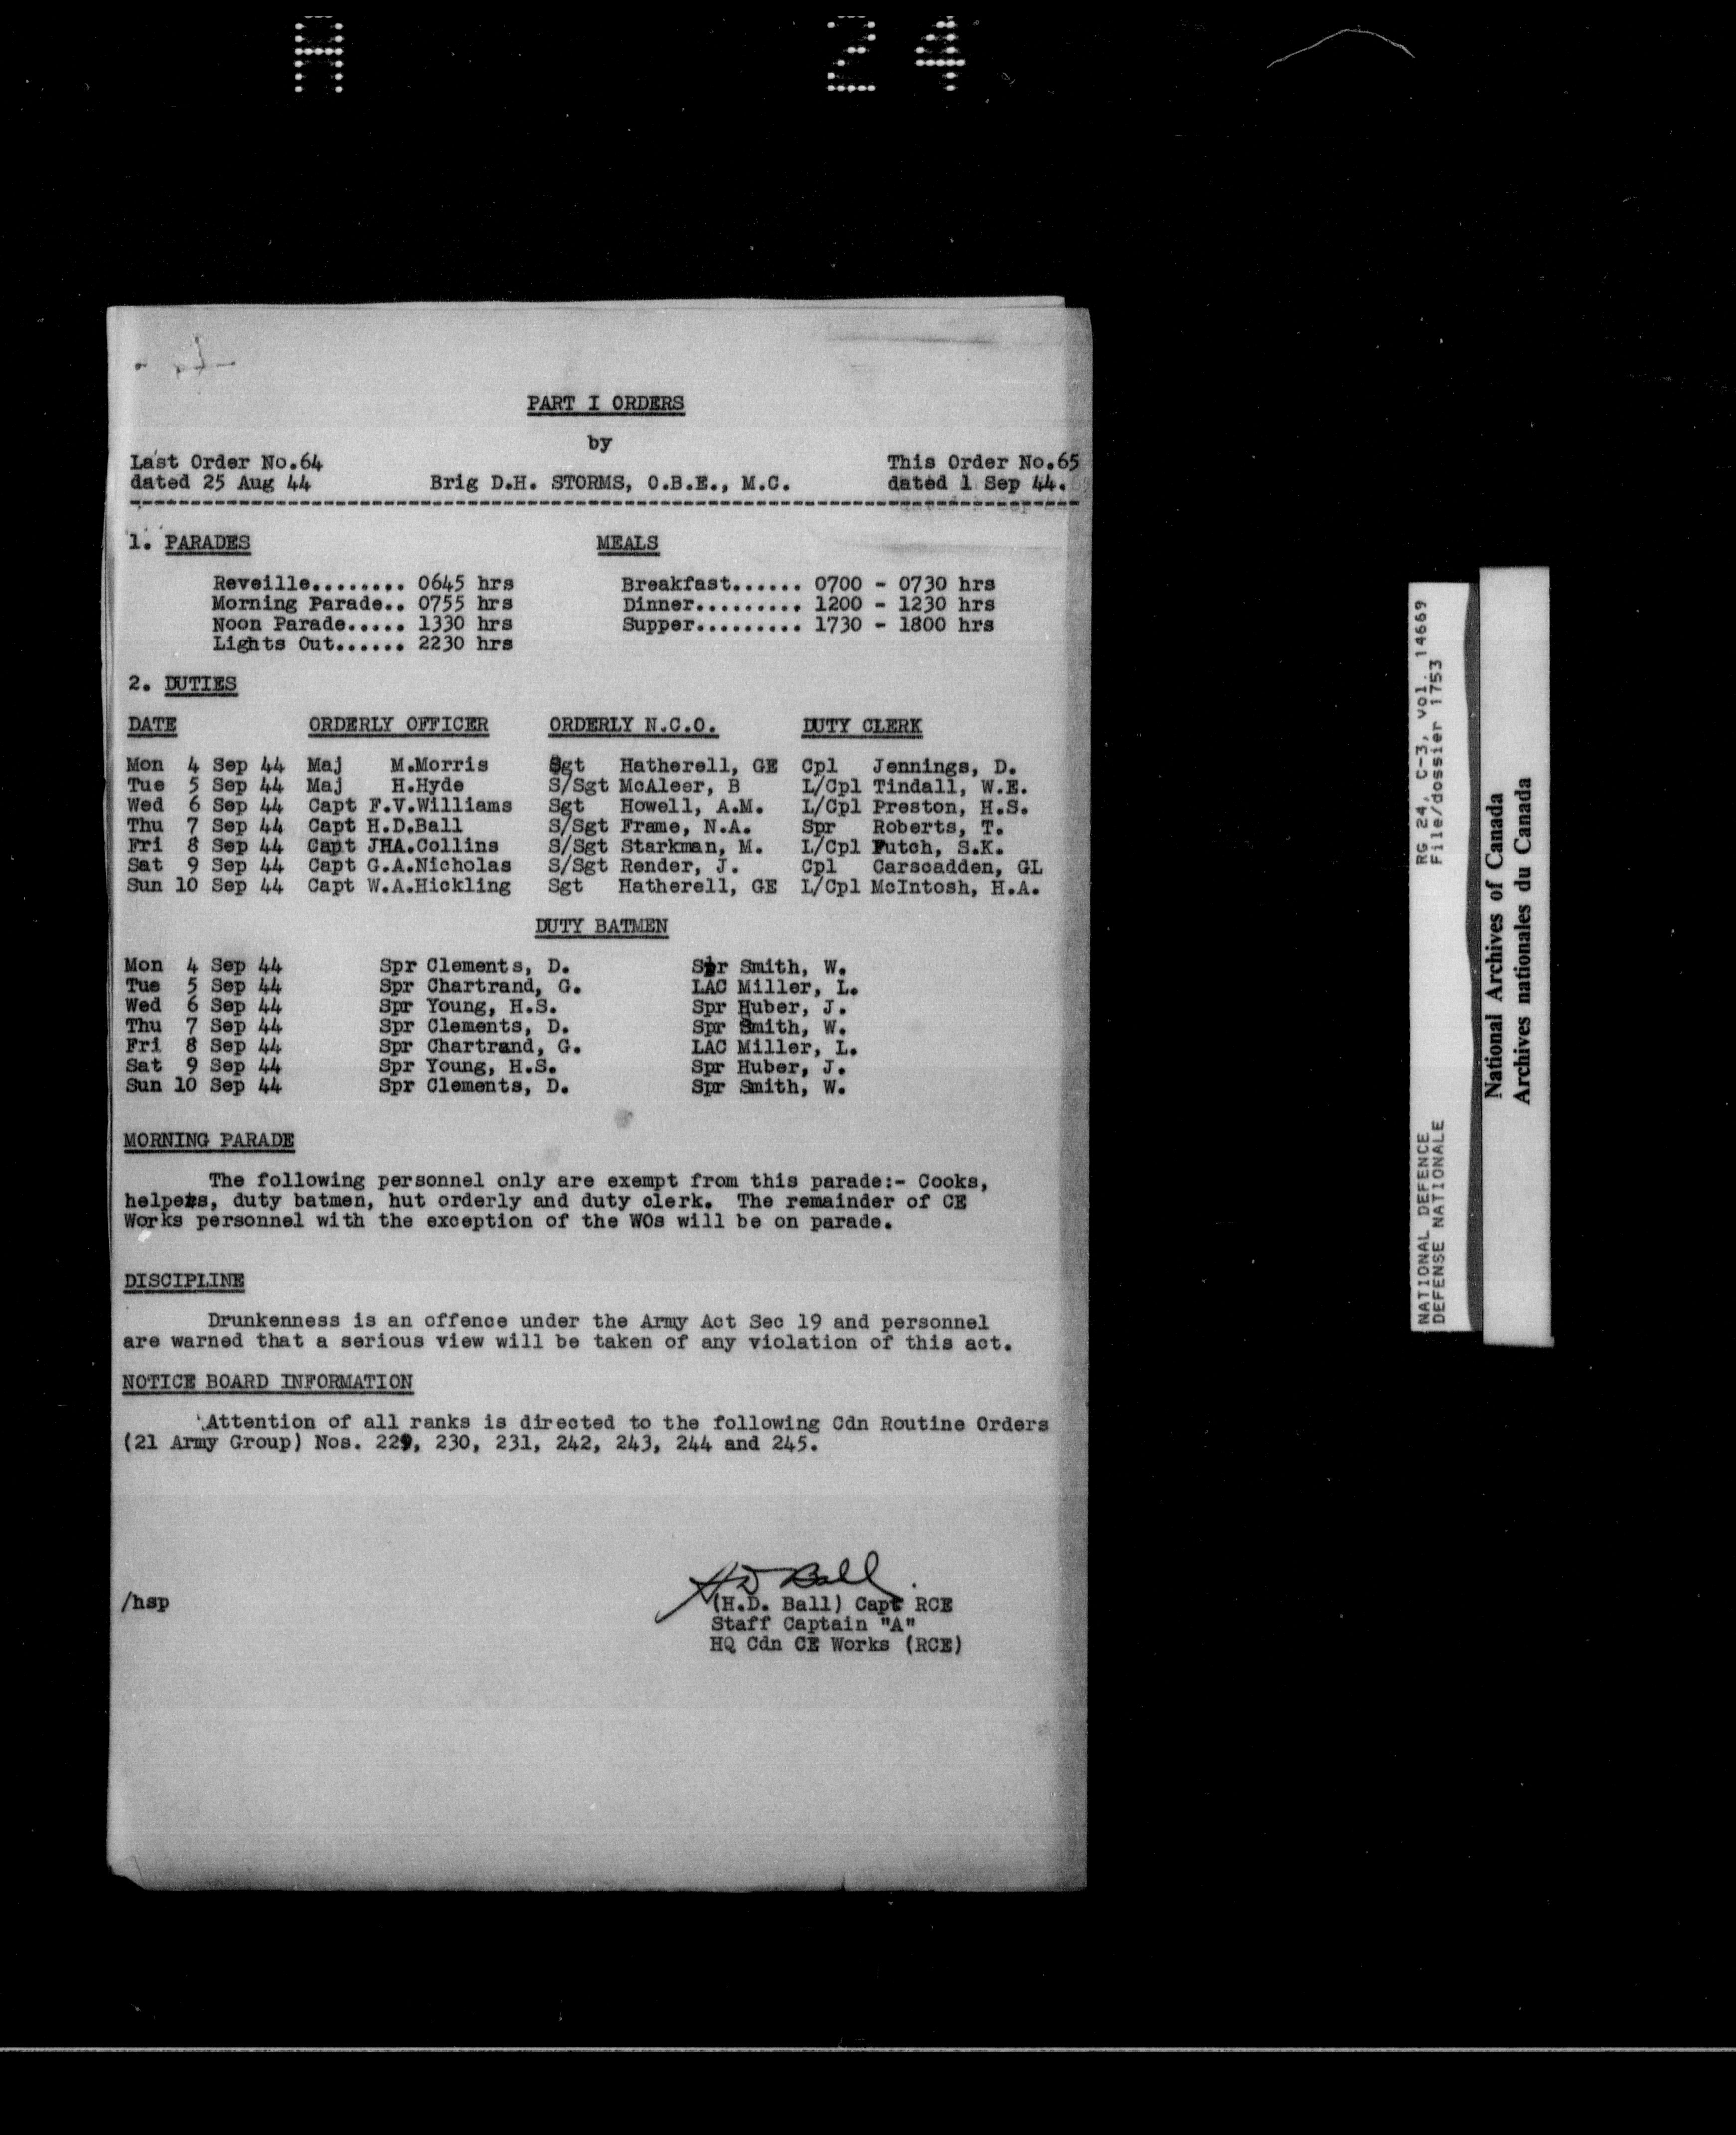 A 24
PART I ORDERS
by
Last Order No.64
dated 25 Aug 44
Brig D.H. STORMS, O.B.E., M.C.
This Order No.65
dated 1 Sep 44.
1. PARADES
Reveille........ 0645 hrs
Morning Parade.. 0755 hrs
Noon Parade..... 1330 hrs
Lights Out...... 2230 hrs
MEALS
Breakfast...... 0700 - 0730 hrs
Dinner......... 1200 - 1230 hrs
Supper......... 1730 - 1800 hrs
2. DUTIES
DATE ORDERLY OFFICER ORDERLY N.C.O. DUTY CLERK
Mon 4 Sep 44 Maj M.Morris Sgt Hatherell, GE Cpl Jennings, D.
Tue 5 Sep 44 Maj H.Hyde S/Sgt McAleer, B L/Cpl Tindall, W.E.
Wed 6 Sep 44 Capt F.V.Williams Sgt Howell, A.M. L/Cpl Preston, H.S.
Thu 7 Sep 44 Capt H.D.Ball S/Sgt Frame, N.A. Spr Roberts, T.
Fri 8 Sep 44 Capt JHA.Collins S/Sgt Starkman, M. L/Cpl Futch, S.K.
Sat 9 Sep 44 Capt G.A.Nicholas S/Sgt Render, J. Cpl Carscadden, GL
Sun 10 Sep 44 Capt W.A.Hickling Sgt Hatherell, GE L/Cpl McIntosh, H.A.
DUTY BATMEN
Mon 4 Sep 44 Spr Clements, D. Spr Smith, W.
Tue 5 Sep 44 Spr Chartrand, G. LAC Miller, L.
Wed 6 Sep 44 Spr Young, H.S. Spr Huber, J.
Thu 7 Sep 44 Spr Clements, D. Spr Smith, W.
Fri 8 Sep 44 Spr Chartrand, G. LAC Miller, L.
Sat 9 Sep 44 Spr Young, H.S. Spr Huber, J.
Sun 10 Sep 44 Spr Clements, D. Spr Smith, W.
MORNING PARADE
The following personnel only are exempt from this parade:- Cooks,
helpers, duty batmen, hut orderly and duty clerk. The remainder of CE
Works personnel with the exception of the WOs will be on parade.
DISCIPLINE
Drunkenness is an offence under the Army Act Sec 19 and personnel
are warned that a serious view will be taken of any violation of this act.
NOTICE BOARD INFORMATION
Attention of all ranks is directed to the following Cdn Routine Orders
(21 Army Group) Nos. 229, 230, 231, 242, 243, 244 and 245.
HD Ball
/hsp
(H.D. Ball) Capt RCE
Staff Captain "A"
HQ Cdn CE Works (RCE)
NATIONAL DEFENCE RG 24, C-3, vol. 14669
DEFENSE NATIONALE File/dossier 1753
National Archives of Canada
Archives nationales du Canada